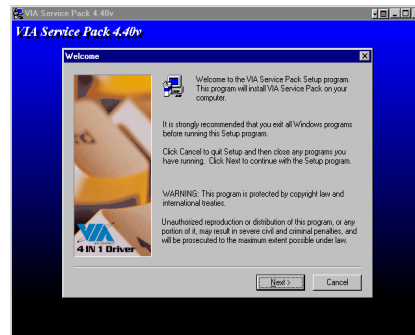 VIA Service Pack 4.40v
VIA Service Pack 4.40v
Welcome
Welcome to the VIA Service Pack Setup program.
This program will install VIA Service Pack on your
computer.
It is strongly recommended that you exit all Windows programs
before running this Setup program.
Click Cancel to quit Setup and then close any programs you
have running. Click Next to continue with the Setup program.
WARNING: This program is protected by copyright law and
international treaties.
Unauthorized reproduction or distribution of this program, or any
portion of it, may result in severe civil and criminal penalties, and
will be prosecuted to the maximum extent possible under law.
VIA
4 IN 1 Driver
Next >
Cancel